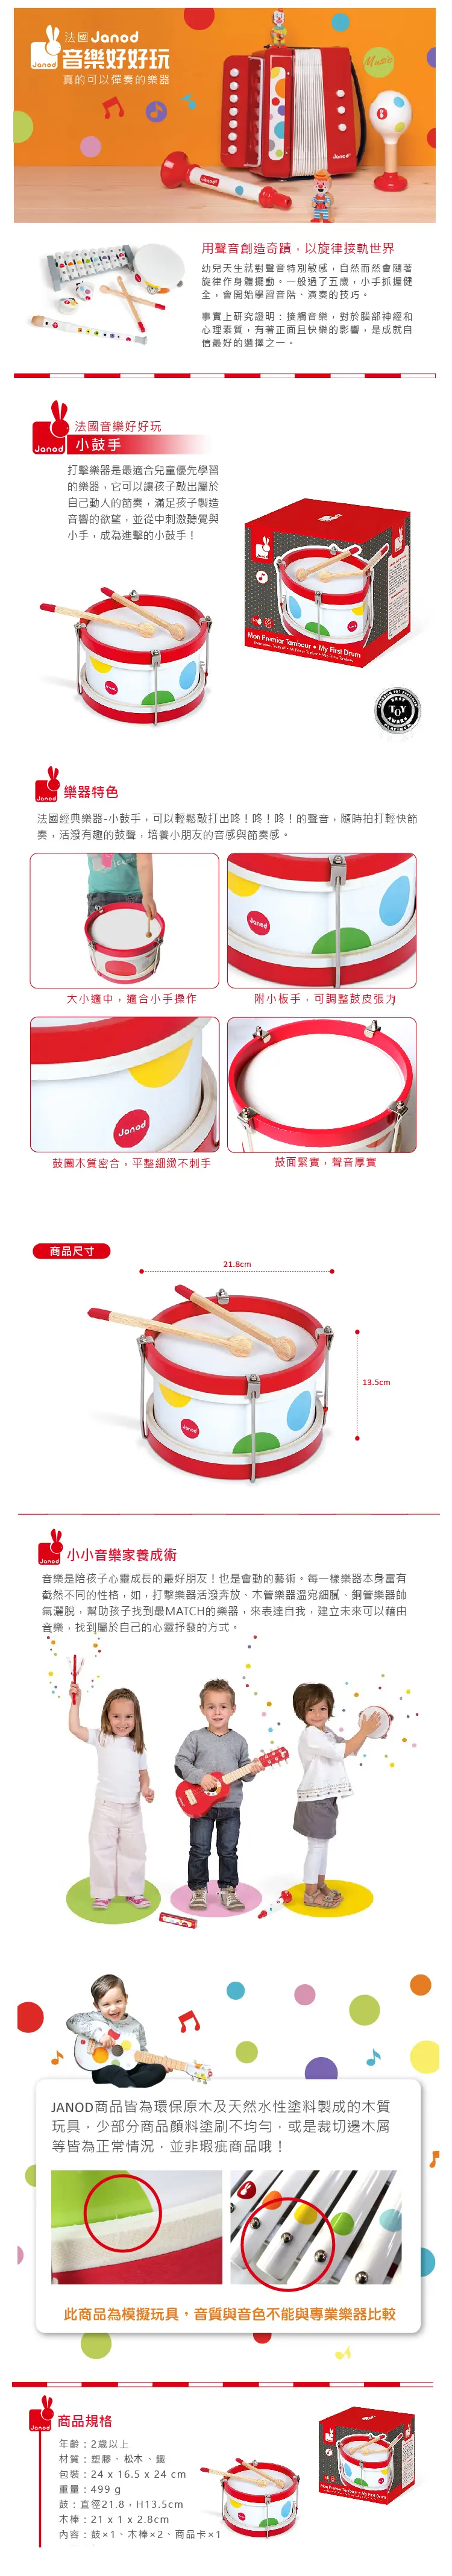 法國Janod
音樂好好玩
真的可以彈奏的樂器
Janod
Music
Janod
Janod
用聲音創造奇蹟，以旋律接軌世界
幼兒天生就對聲音特別敏感，自然而然會隨著
旋律作身體擺動。一般過了五歲，小手抓握健
全，會開始學習音階、演奏的技巧。
事實上研究證明：接觸音樂，對於腦部神經和
心理素質，有著正面且快樂的影響，是成就自
信最好的選擇之一。
法國音樂好好玩
Janod
小鼓手
打擊樂器是最適合兒童優先學習
的樂器，它可以讓孩子敲出屬於
自己動人的節奏，滿足孩子製造
音響的欲望，並從中刺激聽覺與
小手，成為進擊的小鼓手！
Mon Premier Tambour • My First Drum
BEST
TOY
AWARD
PLATINUM
Janod
樂器特色
法國經典樂器-小鼓手，可以輕鬆敲打出咚！咚！咚！的聲音，隨時拍打輕快節
奏，活潑有趣的鼓聲，培養小朋友的音感與節奏感。
Janod
大小適中，適合小手操作
附小板手，可調整鼓皮張力
Janod
鼓圈木質密合，平整細緻不刺手
鼓面緊實，聲音厚實
商品尺寸
21.8cm
13.5cm
Janod
Janod
小小音樂家養成術
音樂是陪孩子心靈成長的最好朋友！也是會動的藝術。每一樣樂器本身富有
截然不同的性格，如，打擊樂器活潑奔放、木管樂器溫宛細膩、銅管樂器帥
氣灑脫，幫助孩子找到最MATCH的樂器，來表達自我，建立未來可以藉由
音樂，找到屬於自己的心靈抒發的方式。
JANOD商品皆為環保原木及天然水性塗料製成的木質
玩具，少部分商品顏料塗刷不均勻，或是裁切邊木屑
等皆為正常情況，並非瑕疵商品哦！
此商品為模擬玩具，音質與音色不能與專業樂器比較
Janod
商品規格
年齡：2歲以上
材質：塑膠、松木、鐵
包裝：24 x 16.5 x 24 cm
重量：499 g
鼓：直徑21.8，H13.5cm
木棒：21 x 1 x 2.8cm
內容：鼓×1、木棒×2、商品卡×1
Mon Premier Tambour • My First Drum